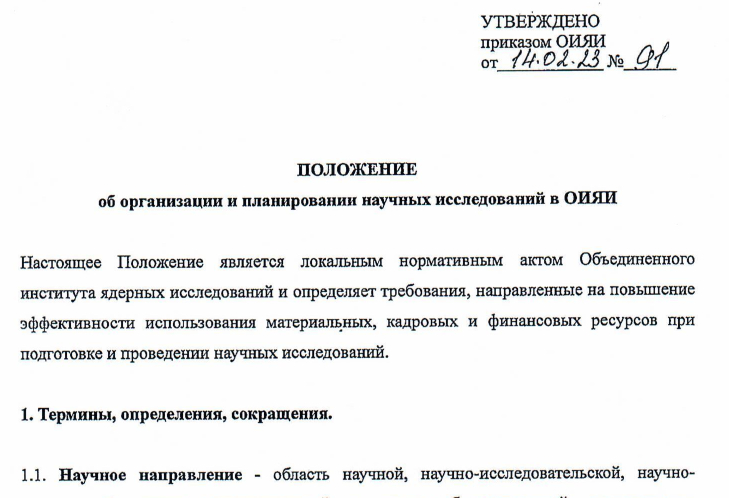 УТВЕРЖДЕНО
приказом ОИЯИ
от 14.02.23 № 91
ПОЛОЖЕНИЕ
об организации и планировании научных исследований в ОИЯИ
Настоящее Положение является локальным нормативным актом Объединенного
института ядерных исследований и определяет требования, направленные на повышение
эффективности использования материальных, кадровых и финансовых ресурсов при
подготовке и проведении научных исследований.
1. Термины, определения, сокращения.
1.1. Научное направление - область научной, научно-исследовательской, научно-